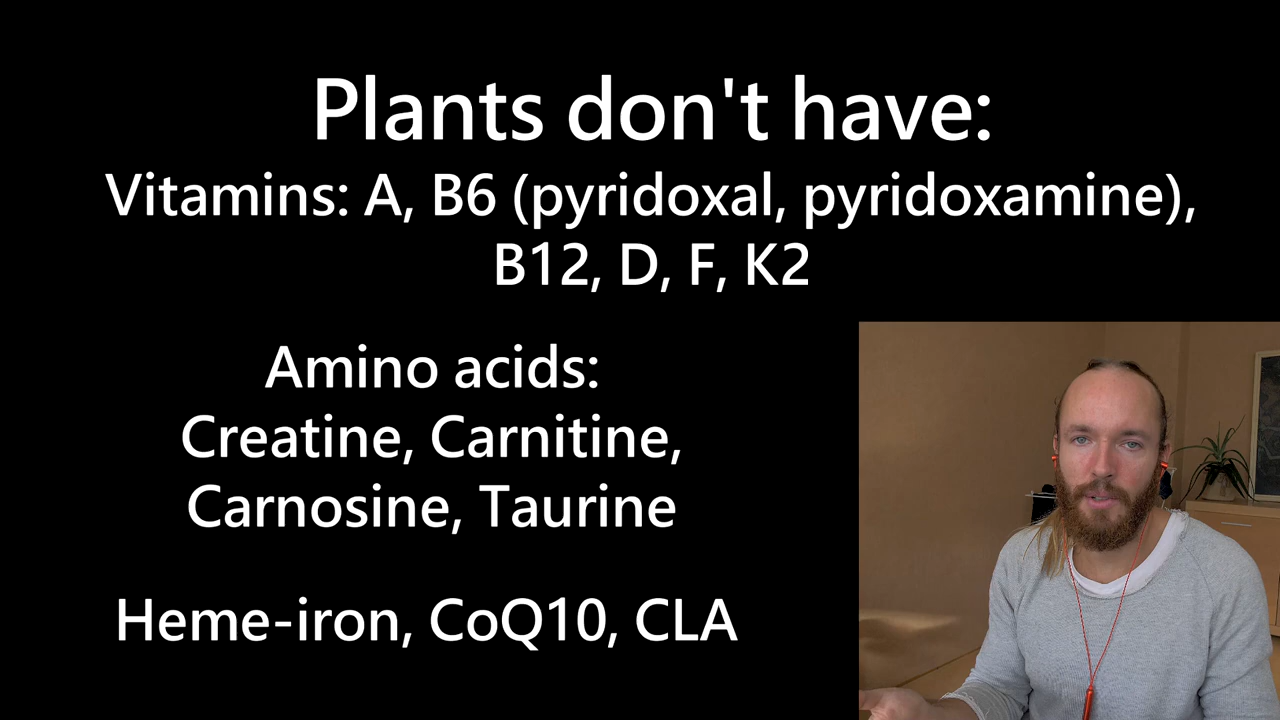 Plants don't have:
Vitamins: A, B6 (pyridoxal, pyridoxamine),
B12, D, F, K2
Amino acids:
Creatine, Carnitine,
Carnosine, Taurine
Heme-iron, CoQ10, CLA